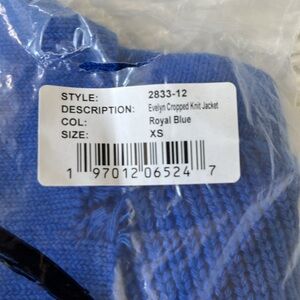 STYLE: 2833-12
DESCRIPTION: Evelyn Cropped Knit Jacket
COL: Royal Blue
SIZE: XS
1 97012 06524 7